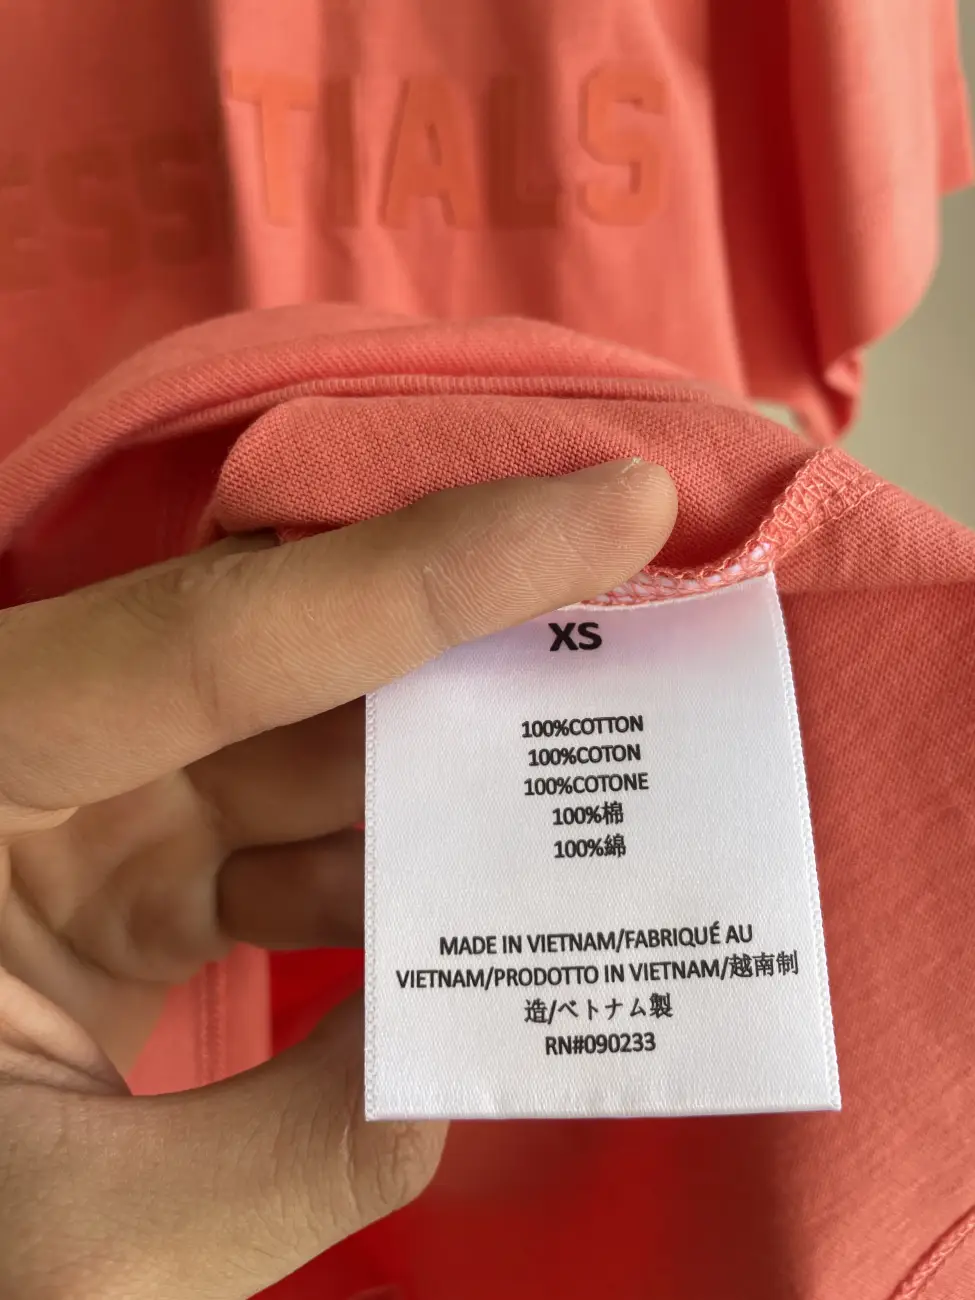 ESSENTIALS
XS
100%COTTON
100%COTON
100%COTONE
100%棉
100%綿
MADE IN VIETNAM/FABRIQUÉ AU
VIETNAM/PRODOTTO IN VIETNAM/越南制
造/ベトナム製
RN#090233